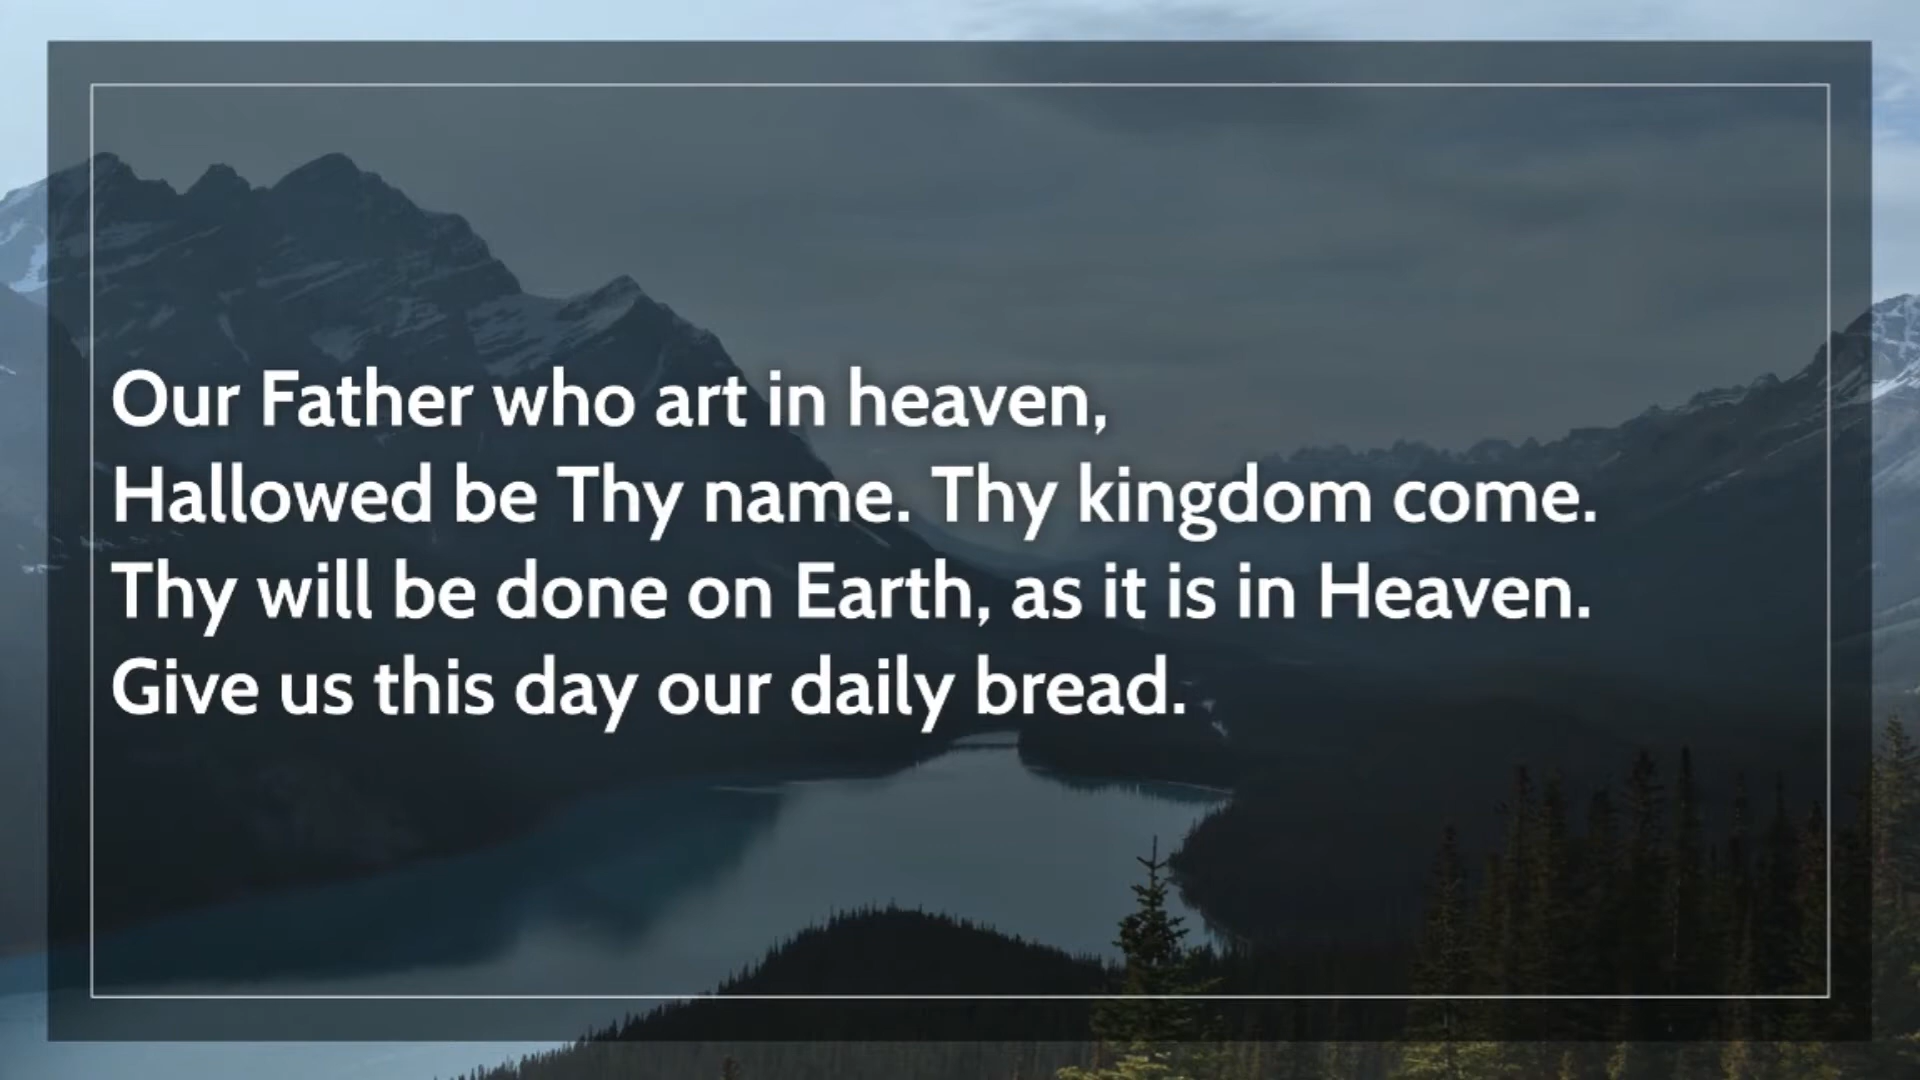 Our Father who art in heaven,
Hallowed be Thy name. Thy kingdom come.
Thy will be done on Earth, as it is in Heaven.
Give us this day our daily bread.